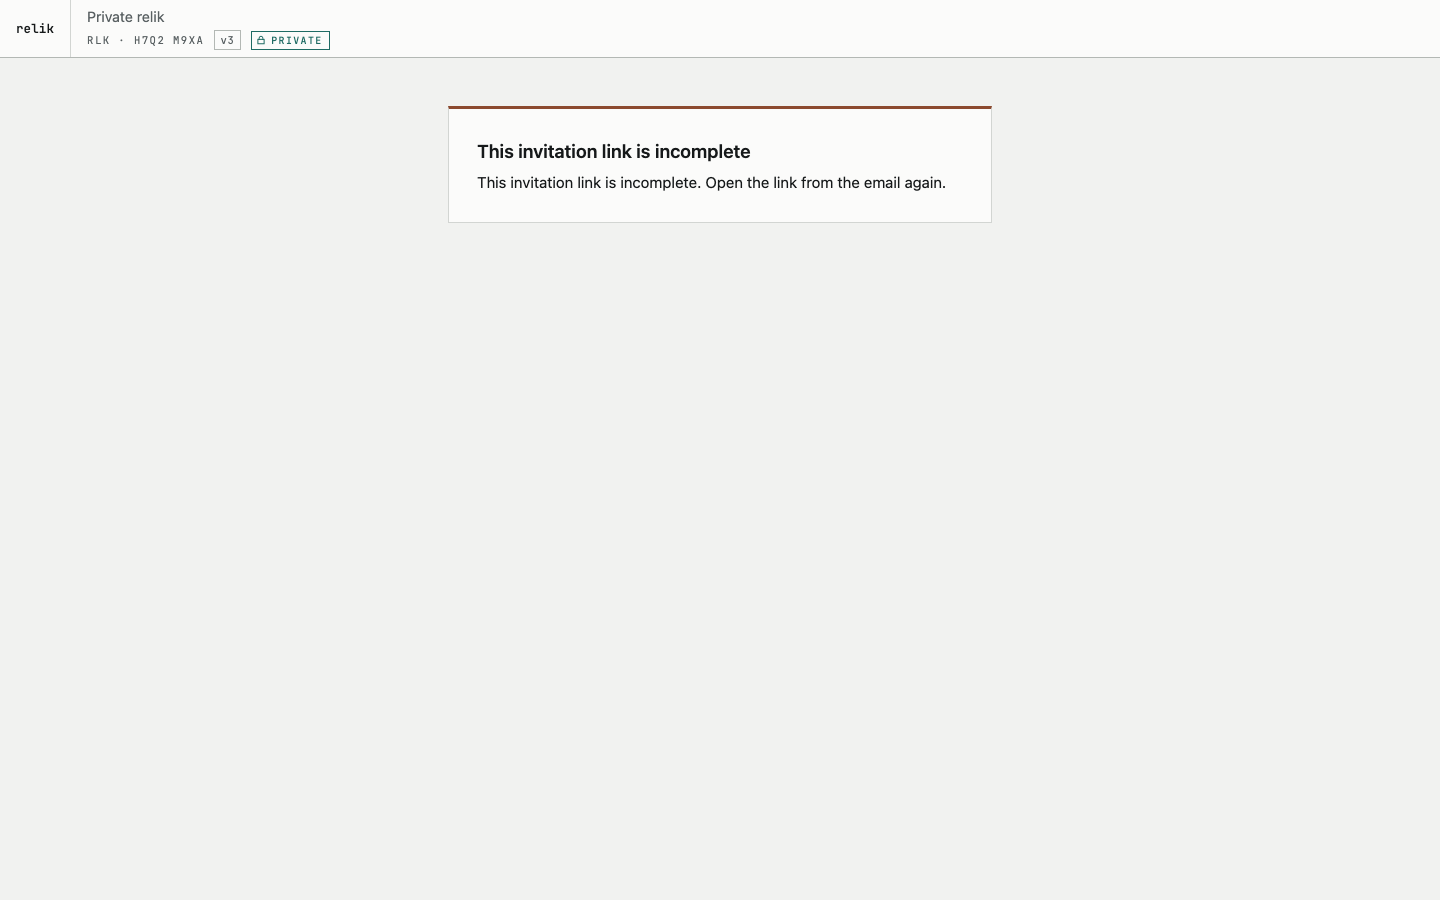 relik
Private relik
RLK · H7Q2 M9XA v3 PRIVATE
This invitation link is incomplete
This invitation link is incomplete. Open the link from the email again.